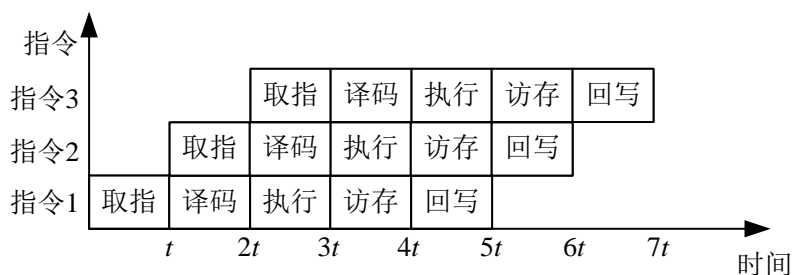 指令
指令3 取指 译码 执行 访存 回写
指令2 取指 译码 执行 访存 回写
指令1 取指 译码 执行 访存 回写
t 2t 3t 4t 5t 6t 7t
时间